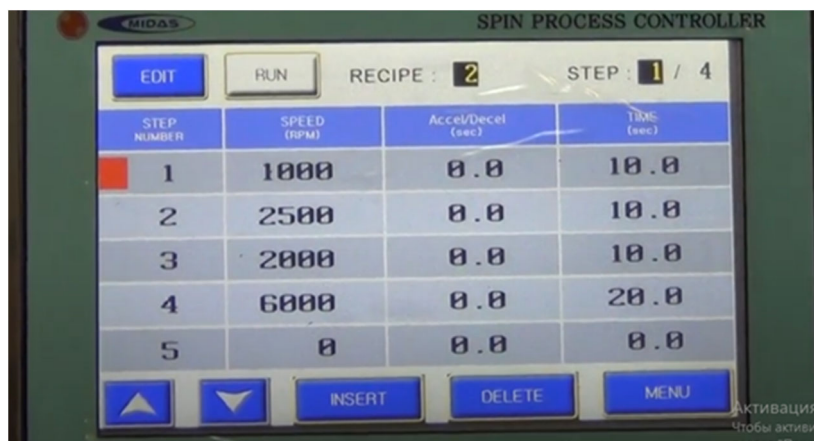 MIDAS SPIN PROCESS CONTROLLER
EDIT RUN RECIPE : 2 STEP : 1 / 4
STEP NUMBER SPEED (RPM) Accel/Decel (sec) TIME (sec)
1 1000 0.0 10.0
2 2500 0.0 10.0
3 2000 0.0 10.0
4 6000 0.0 20.0
5 0 0.0 0.0
INSERT DELETE MENU
Активация
Чтобы активи